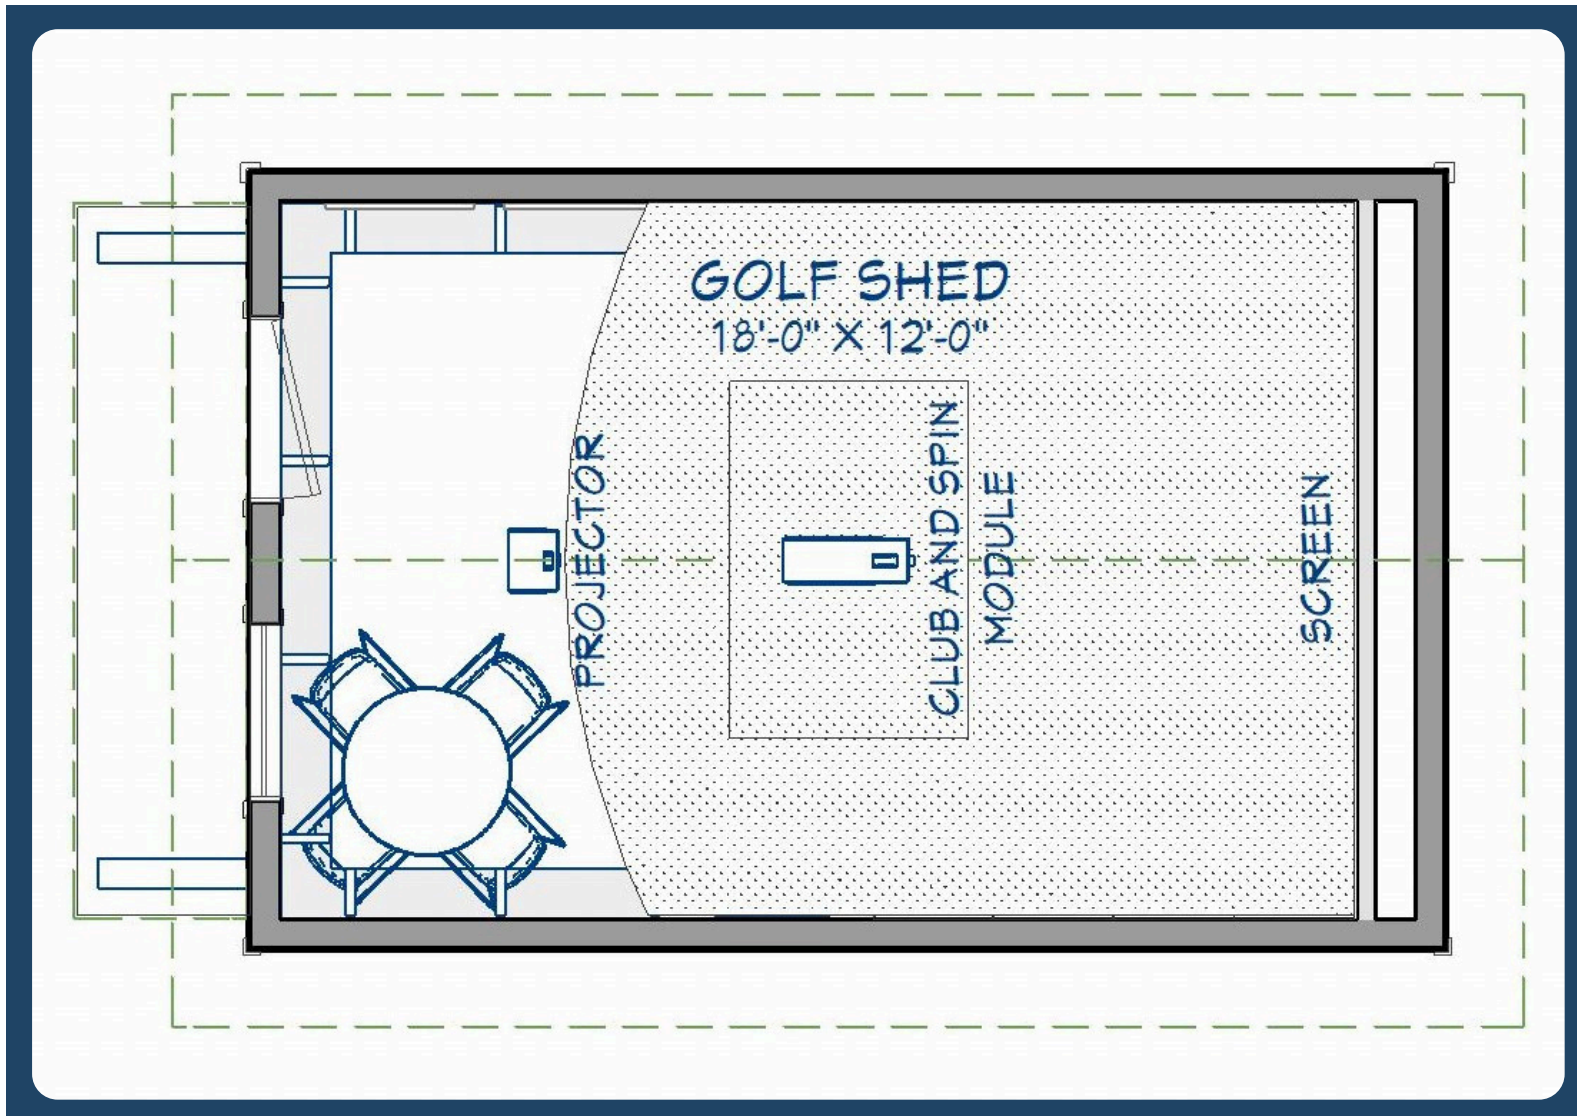 GOLF SHED
18'-0" X 12'-0"
PROJECTOR
CLUB AND SPIN
MODULE
SCREEN